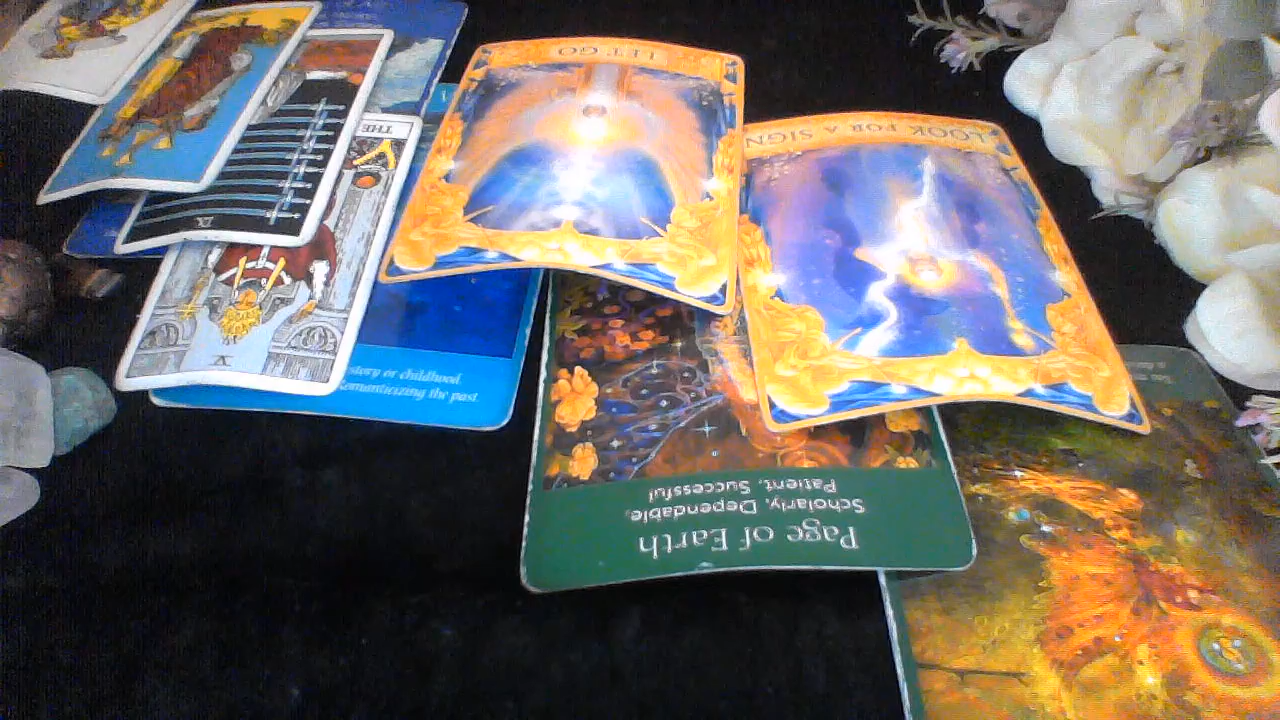 LET GO
LOOK FOR A SIGN
THE
IX
V
story or childhood.
Romanticizing the past.
Page of Earth
Scholarly, Dependable,
Patient, Successful